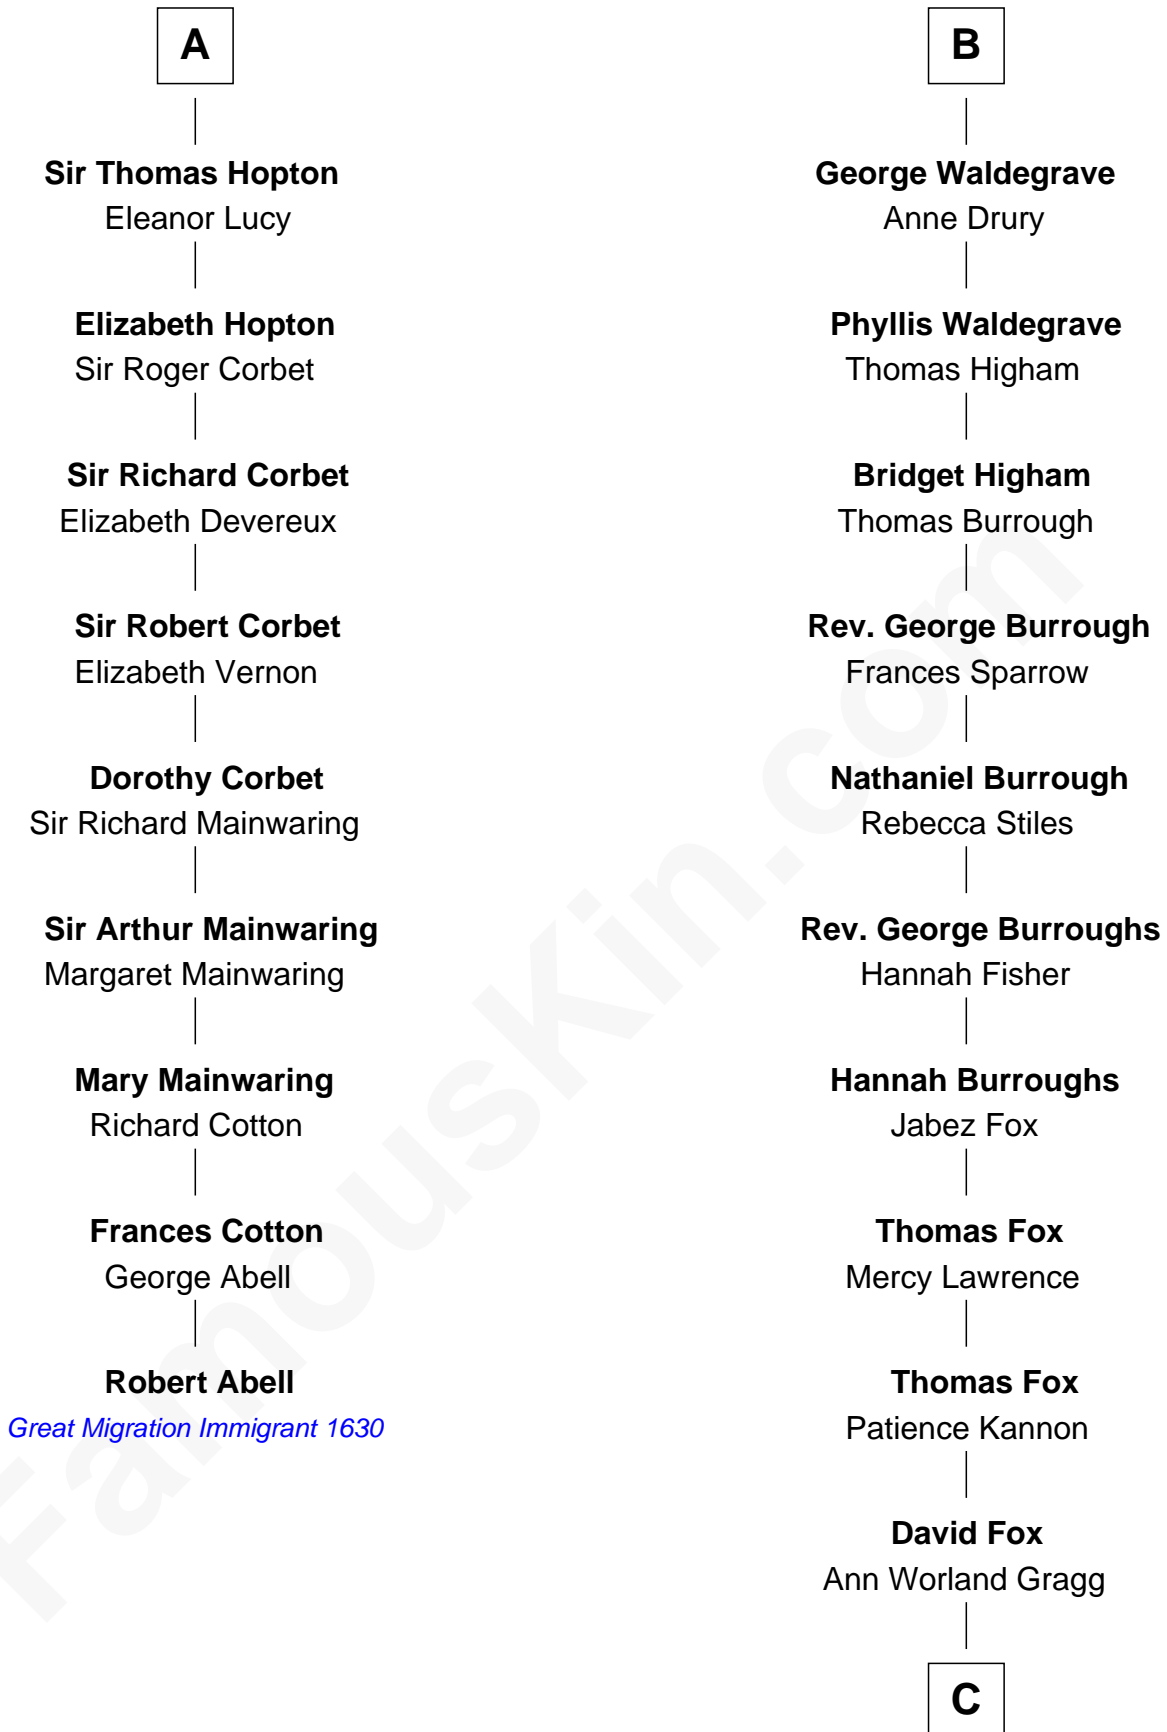 A
Sir Thomas Hopton
Eleanor Lucy
Elizabeth Hopton
Sir Roger Corbet
Sir Richard Corbet
Elizabeth Devereux
Sir Robert Corbet
Elizabeth Vernon
Dorothy Corbet
Sir Richard Mainwaring
Sir Arthur Mainwaring
Margaret Mainwaring
Mary Mainwaring
Richard Cotton
Frances Cotton
George Abell
Robert Abell
Great Migration Immigrant 1630
B
George Waldegrave
Anne Drury
Phyllis Waldegrave
Thomas Higham
Bridget Higham
Thomas Burrough
Rev. George Burrough
Frances Sparrow
Nathaniel Burrough
Rebecca Stiles
Rev. George Burroughs
Hannah Fisher
Hannah Burroughs
Jabez Fox
Thomas Fox
Mercy Lawrence
Thomas Fox
Patience Kannon
David Fox
Ann Worland Gragg
C
FamousKin.com